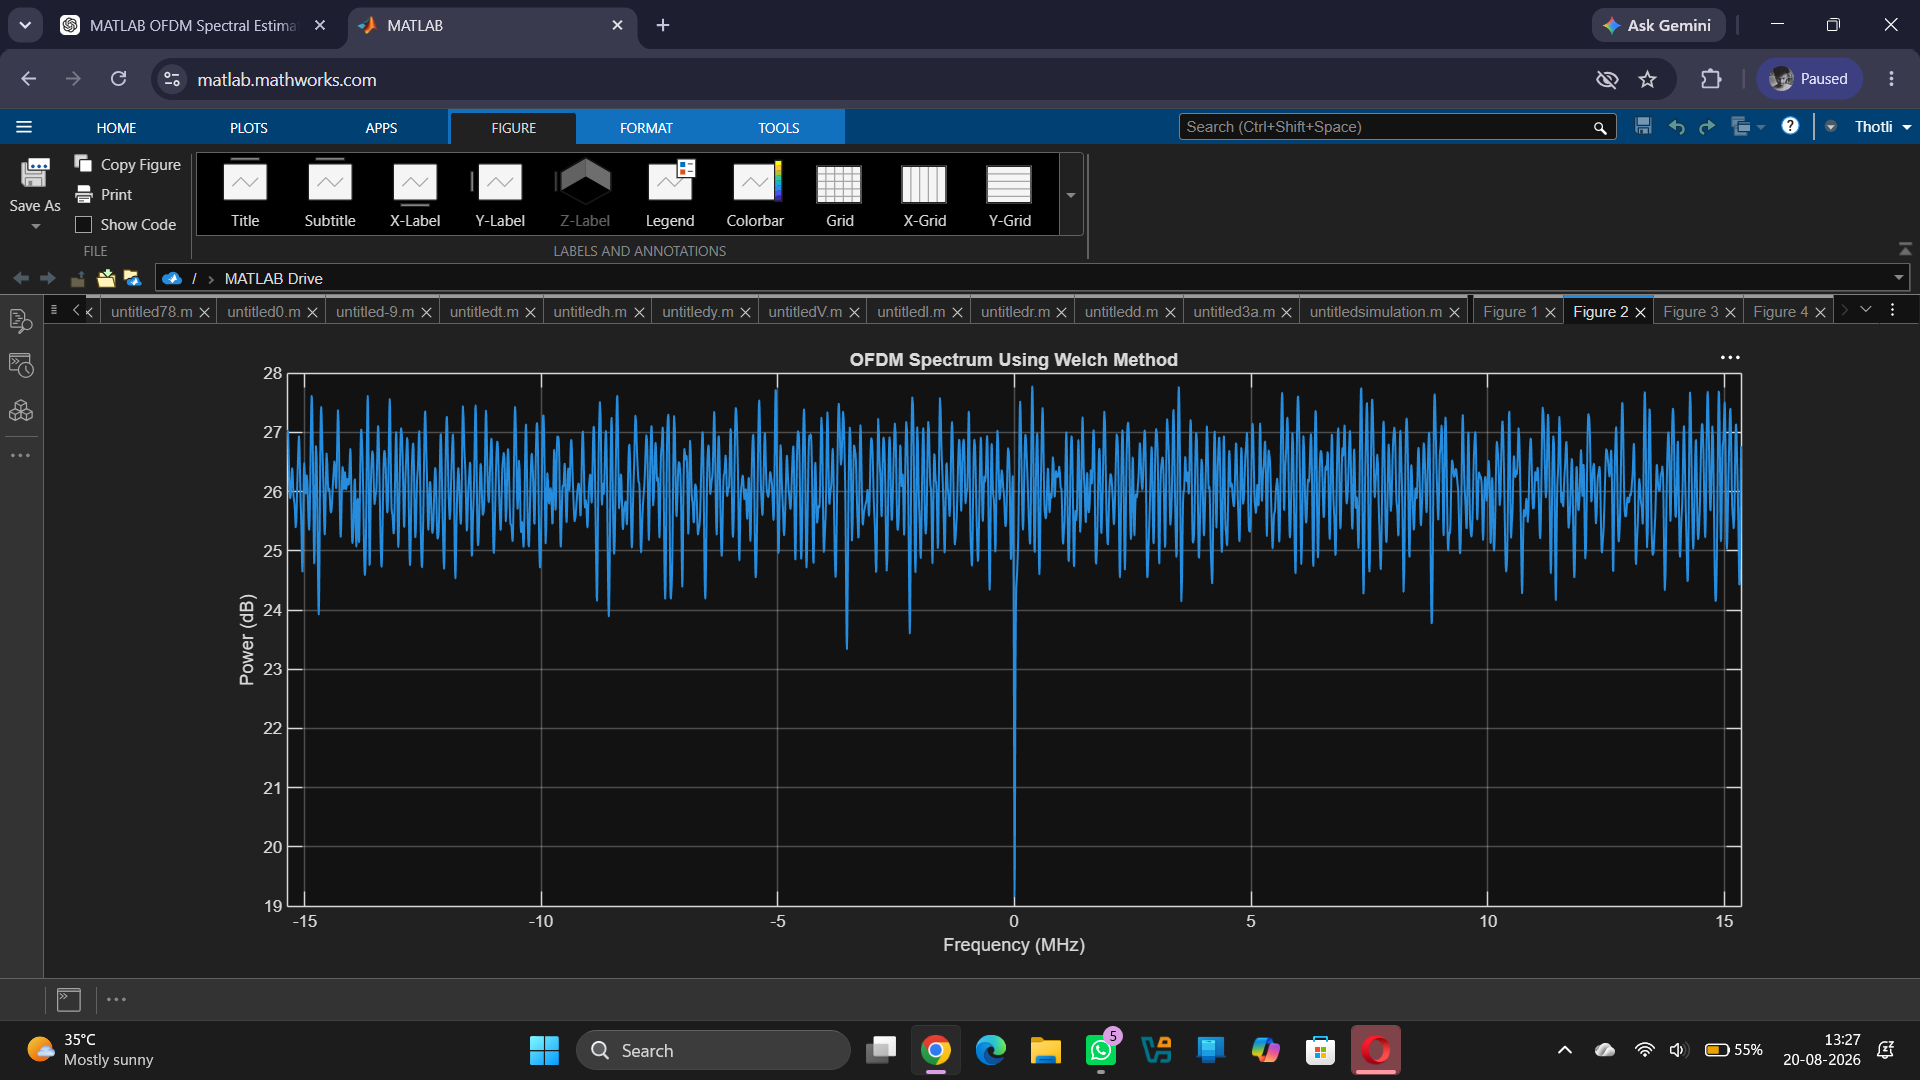 MATLAB OFDM Spectral Estima
MATLAB
Ask Gemini
matlab.mathworks.com
Paused
HOME
PLOTS
APPS
FIGURE
FORMAT
TOOLS
Search (Ctrl+Shift+Space)
Thotli
Save As
Copy Figure
Print
Show Code
FILE
Title
Subtitle
X-Label
Y-Label
Z-Label
Legend
Colorbar
Grid
X-Grid
Y-Grid
LABELS AND ANNOTATIONS
/ › MATLAB Drive
untitled78.m
untitled0.m
untitled-9.m
untitledt.m
untitledh.m
untitledy.m
untitledV.m
untitledl.m
untitledr.m
untitledd.m
untitled3a.m
untitledsimulation.m
Figure 1
Figure 2
Figure 3
Figure 4
OFDM Spectrum Using Welch Method
28
27
26
25
24
23
22
21
20
19
Power (dB)
-15
-10
-5
0
5
10
15
Frequency (MHz)
35°C
Mostly sunny
Search
5
55%
13:27
20-08-2026